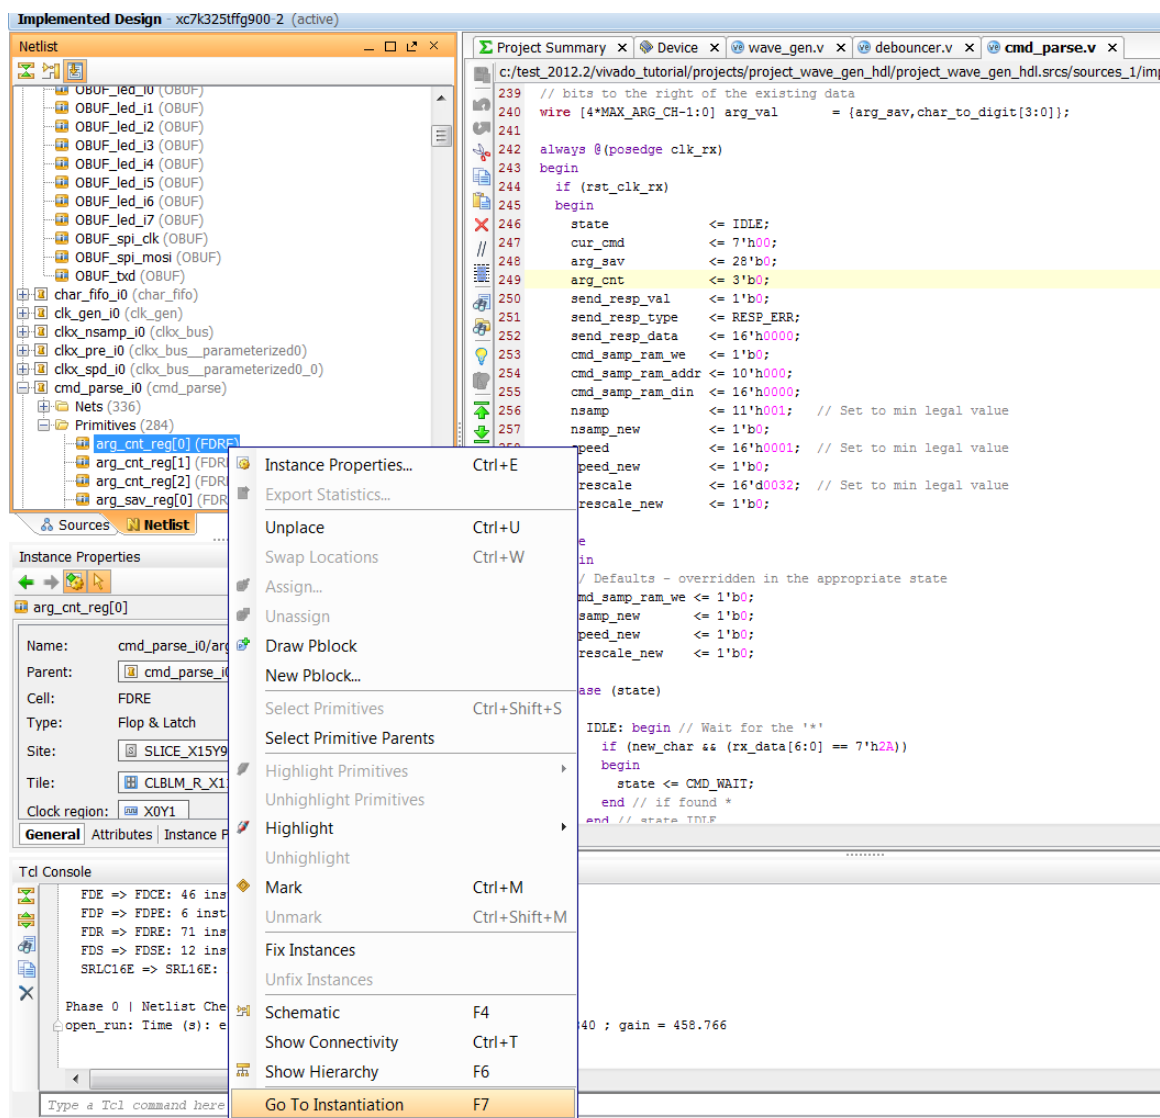 Implemented Design - xc7k325tffg900-2 (active)
Netlist
OBUF_led_i0 (OBUF)
OBUF_led_i1 (OBUF)
OBUF_led_i2 (OBUF)
OBUF_led_i3 (OBUF)
OBUF_led_i4 (OBUF)
OBUF_led_i5 (OBUF)
OBUF_led_i6 (OBUF)
OBUF_led_i7 (OBUF)
OBUF_spi_clk (OBUF)
OBUF_spi_mosi (OBUF)
OBUF_txd (OBUF)
char_fifo_i0 (char_fifo)
clk_gen_i0 (clk_gen)
clkx_nsamp_i0 (clkx_bus)
clkx_pre_i0 (clkx_bus__parameterized0)
clkx_spd_i0 (clkx_bus__parameterized0_0)
cmd_parse_i0 (cmd_parse)
Nets (336)
Primitives (284)
arg_cnt_reg[0] (FDRE)
arg_cnt_reg[1] (FDR
arg_cnt_reg[2] (FDR
arg_sav_reg[0] (FDR
Sources Netlist
Instance Properties
arg_cnt_reg[0]
Name: cmd_parse_i0/arg
Parent: cmd_parse_i0
Cell: FDRE
Type: Flop & Latch
Site: SLICE_X15Y9
Tile: CLBLM_R_X11
Clock region: X0Y1
General Attributes Instance P
Tcl Console
FDE => FDCE: 46 ins
FDP => FDPE: 6 inst
FDR => FDRE: 71 ins
FDS => FDSE: 12 ins
SRLC16E => SRL16E:
Phase 0 | Netlist Che
open_run: Time (s): e
340 ; gain = 458.766
Type a Tcl command here
Instance Properties... Ctrl+E
Export Statistics...
Unplace Ctrl+U
Swap Locations Ctrl+W
Assign...
Unassign
Draw Pblock
New Pblock...
Select Primitives Ctrl+Shift+S
Select Primitive Parents
Highlight Primitives
Unhighlight Primitives
Highlight
Unhighlight
Mark Ctrl+M
Unmark Ctrl+Shift+M
Fix Instances
Unfix Instances
Schematic F4
Show Connectivity Ctrl+T
Show Hierarchy F6
Go To Instantiation F7
Σ Project Summary Device wave_gen.v debouncer.v cmd_parse.v
c:/test_2012.2/vivado_tutorial/projects/project_wave_gen_hdl/project_wave_gen_hdl.srcs/sources_1/imp
239 // bits to the right of the existing data
240 wire [4*MAX_ARG_CH-1:0] arg_val = {arg_sav,char_to_digit[3:0]};
241
242 always @(posedge clk_rx)
243 begin
244 if (rst_clk_rx)
245 begin
246 state <= IDLE;
247 cur_cmd <= 7'h00;
248 arg_sav <= 28'b0;
249 arg_cnt <= 3'b0;
250 send_resp_val <= 1'b0;
251 send_resp_type <= RESP_ERR;
252 send_resp_data <= 16'h0000;
253 cmd_samp_ram_we <= 1'b0;
254 cmd_samp_ram_addr <= 10'h000;
255 cmd_samp_ram_din <= 16'h0000;
256 nsamp <= 11'h001; // Set to min legal value
257 nsamp_new <= 1'b0;
peed <= 16'h0001; // Set to min legal value
peed_new <= 1'b0;
rescale <= 16'd0032; // Set to min legal value
rescale_new <= 1'b0;
e
in
/ Defaults - overridden in the appropriate state
md_samp_ram_we <= 1'b0;
samp_new <= 1'b0;
peed_new <= 1'b0;
rescale_new <= 1'b0;
ase (state)
IDLE: begin // Wait for the '*'
if (new_char && (rx_data[6:0] == 7'h2A))
begin
state <= CMD_WAIT;
end // if found *
end // state IDLE